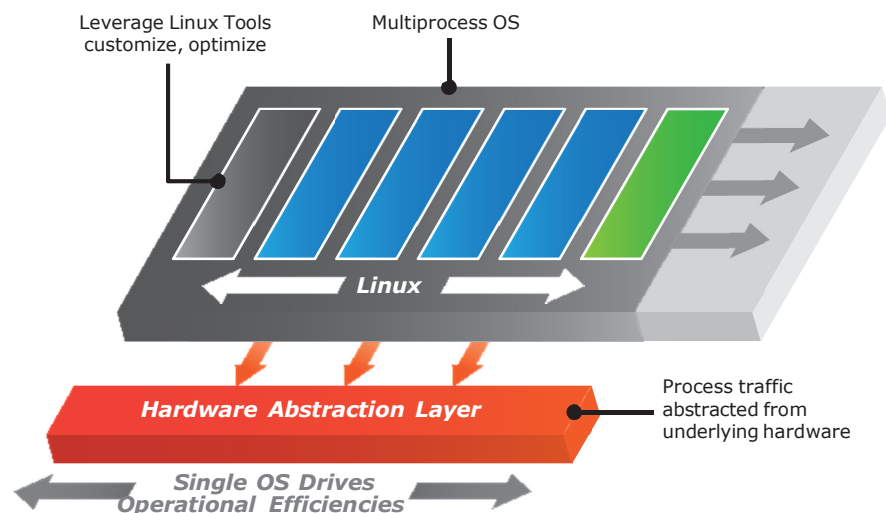 Leverage Linux Tools
customize, optimize
Multiprocess OS
Linux
Hardware Abstraction Layer
Process traffic
abstracted from
underlying hardware
Single OS Drives
Operational Efficiencies